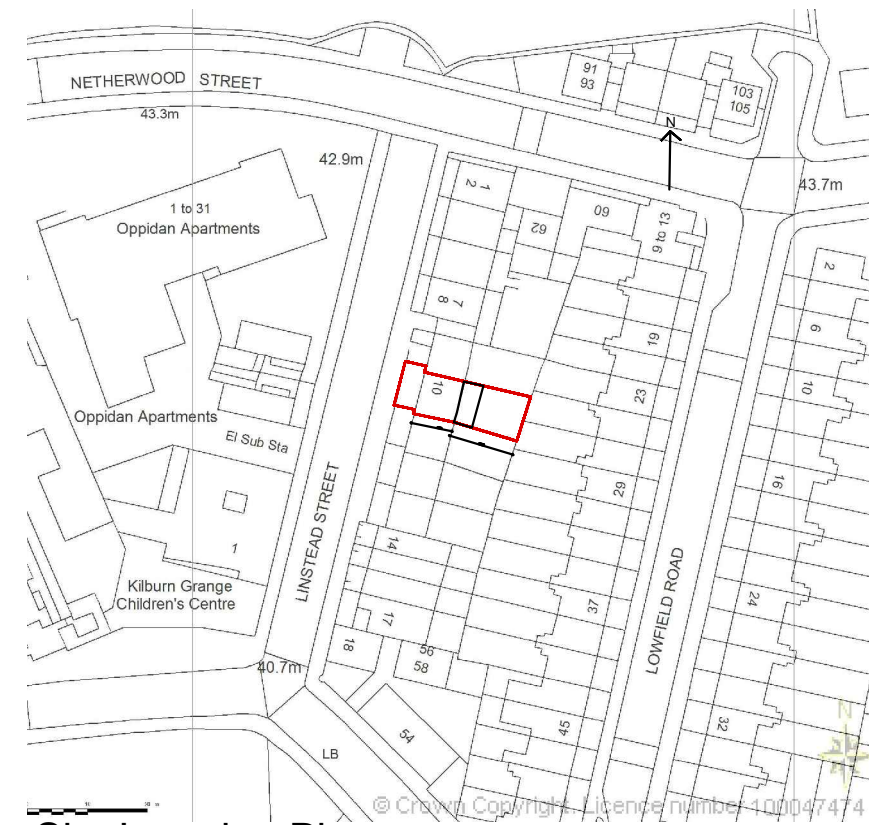 NETHERWOOD STREET
43.3m
91
93
103
105
N
42.9m
43.7m
1
2
60
62
9 to 13
1 to 31
Oppidan Apartments
2
7
8
6
19
10
23
10
Oppidan Apartments
El Sub Sta
LINSTEAD STREET
29
16
1
14
LOWFIELD ROAD
Kilburn Grange
Children's Centre
37
24
17
18
56
58
40.7m
45
32
54
LB
N
© Crown Copyright. Licence number 100047474